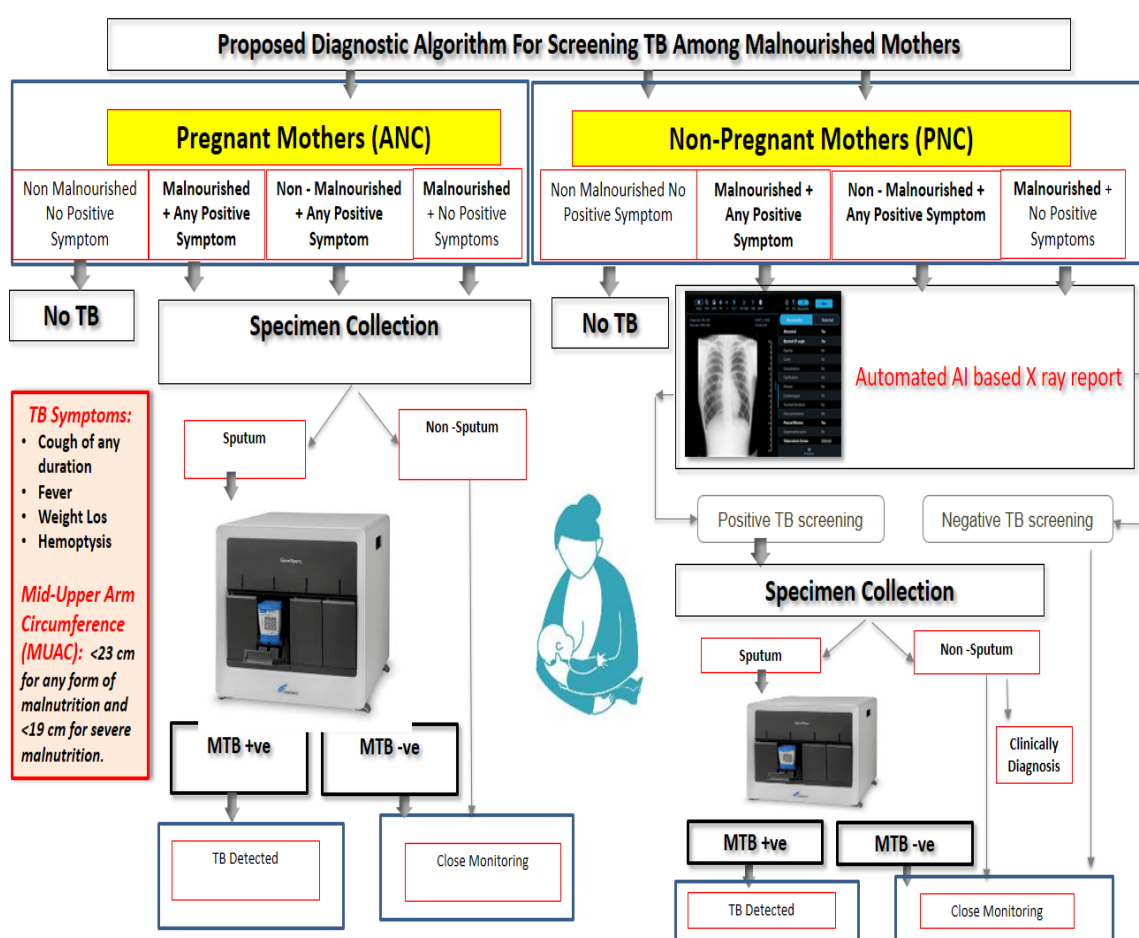 Proposed Diagnostic Algorithm For Screening TB Among Malnourished Mothers
Pregnant Mothers (ANC)
Non Malnourished
No Positive
Symptom
Malnourished
+ Any Positive
Symptom
Non - Malnourished
+ Any Positive
Symptom
Malnourished
+ No Positive
Symptoms
Non-Pregnant Mothers (PNC)
Non Malnourished No
Positive Symptom
Malnourished +
Any Positive
Symptom
Non - Malnourished +
Any Positive Symptom
Malnourished +
No Positive
Symptoms
No TB
Specimen Collection
No TB
Automated AI based X ray report
TB Symptoms:
• Cough of any
duration
• Fever
• Weight Los
• Hemoptysis
Mid-Upper Arm
Circumference
(MUAC): <23 cm
for any form of
malnutrition and
<19 cm for severe
malnutrition.
Sputum
Non -Sputum
GeneXpert
MTB +ve
MTB -ve
TB Detected
Close Monitoring
Positive TB screening
Negative TB screening
Specimen Collection
Sputum
Non -Sputum
Clinically
Diagnosis
MTB +ve
MTB -ve
TB Detected
Close Monitoring